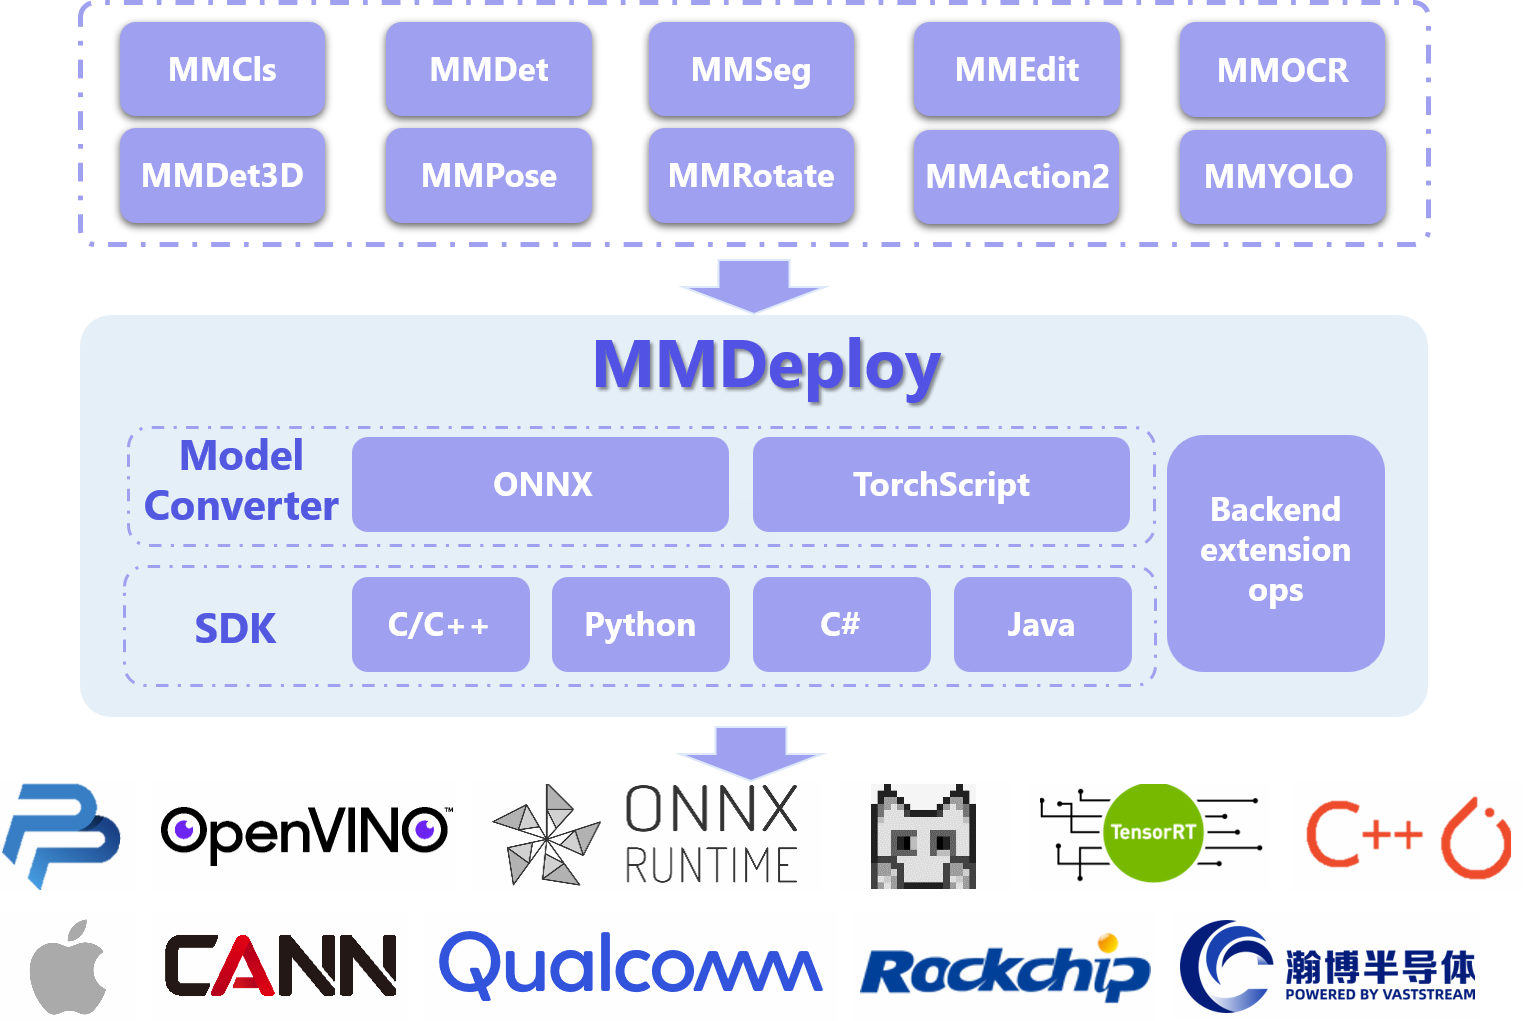 MMCls
MMDet
MMSeg
MMEdit
MMOCR
MMDet3D
MMPose
MMRotate
MMAction2
MMYOLO
MMDeploy
Model
Converter
ONNX
TorchScript
Backend
extension
ops
SDK
C/C++
Python
C#
Java
OpenVINO™
ONNX
RUNTIME
TensorRT
C++
CANN
Qualcomm
Rockchip
瀚博半导体
POWERED BY VASTSTREAM